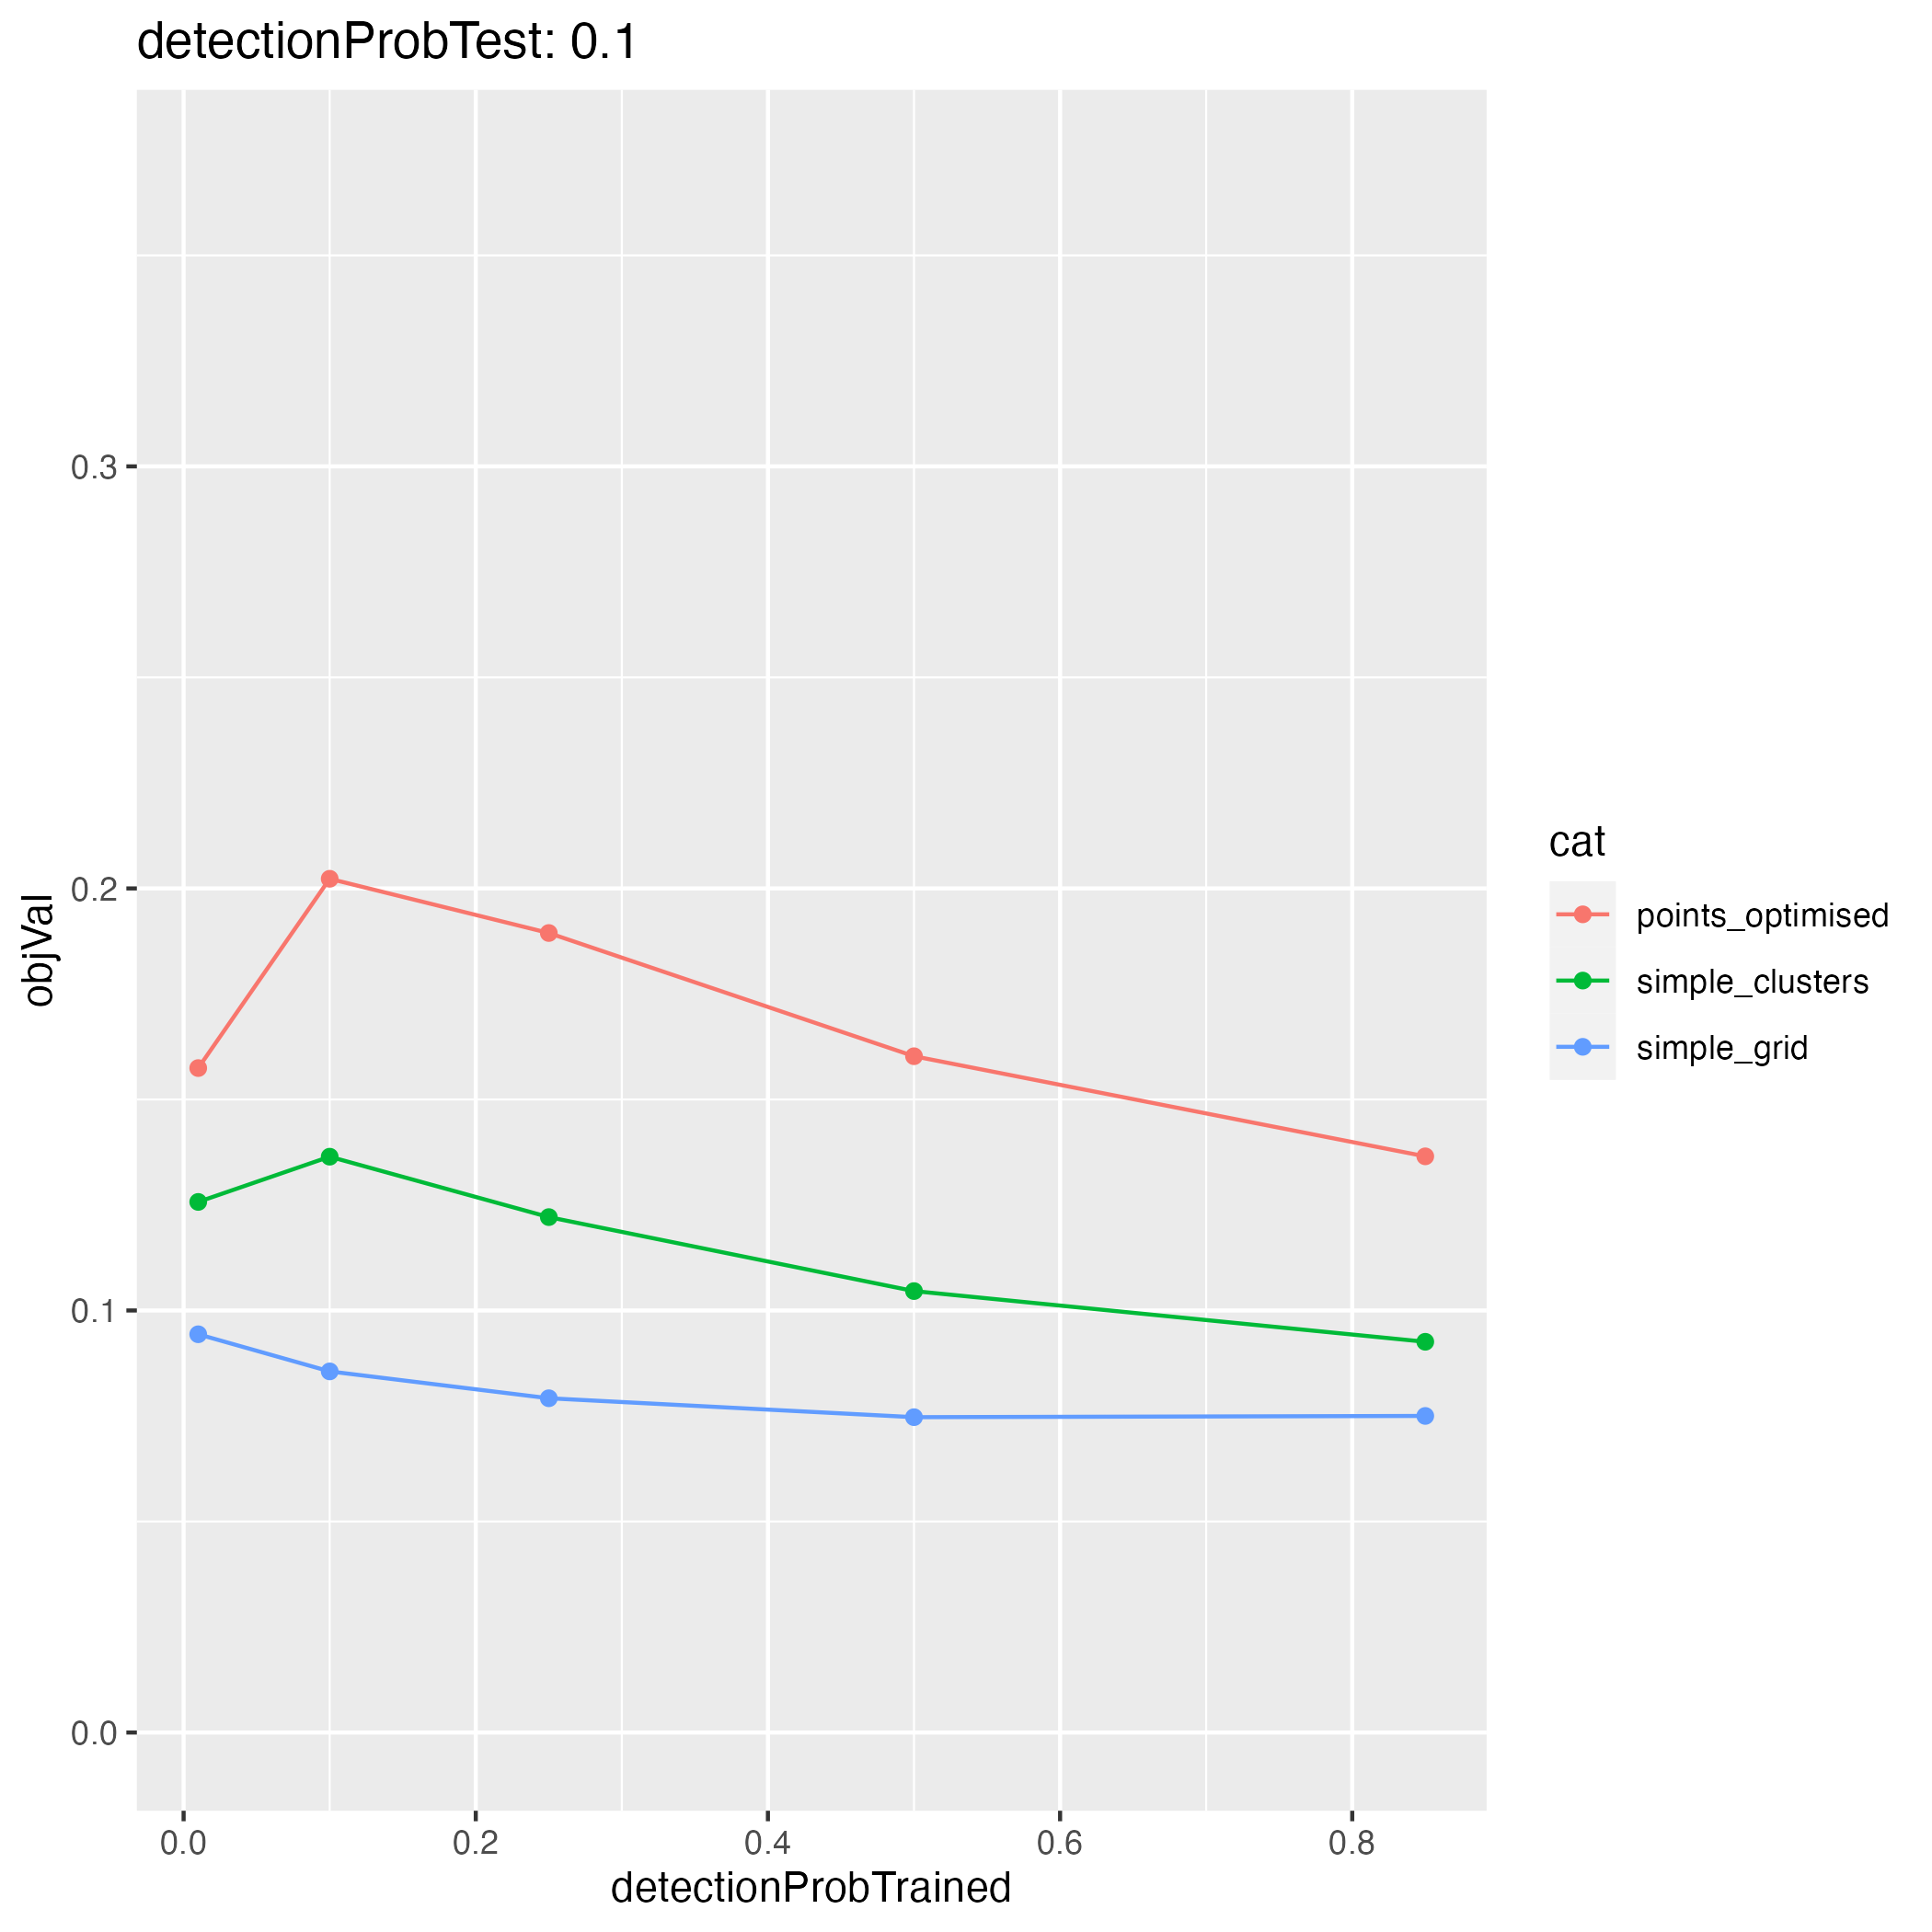 detectionProbTest: 0.1
objVal
0.3
0.2
0.1
0.0
0.0 0.2 0.4 0.6 0.8
detectionProbTrained
cat
points_optimised
simple_clusters
simple_grid